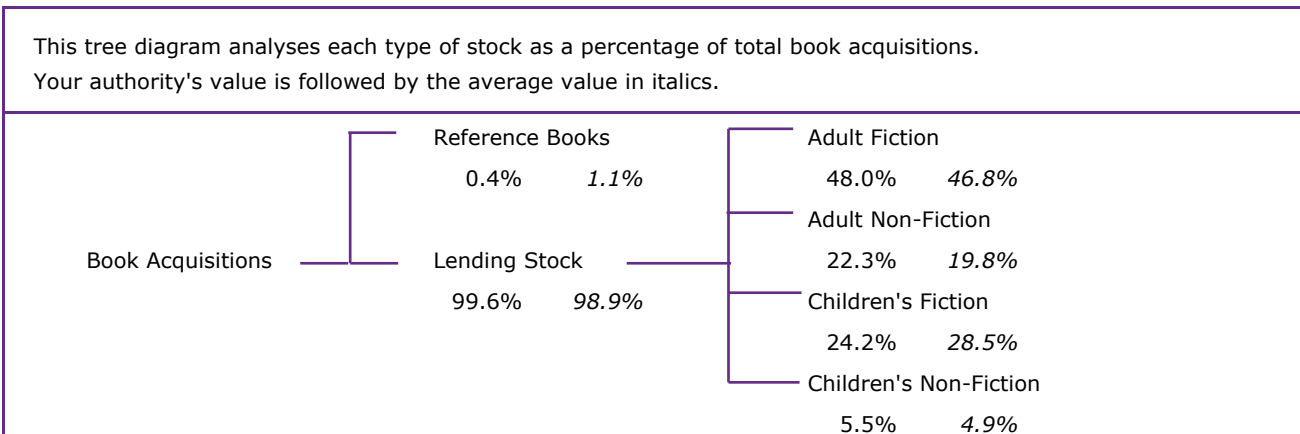 This tree diagram analyses each type of stock as a percentage of total book acquisitions.
Your authority's value is followed by the average value in italics.
Reference Books
0.4% 1.1%
Book Acquisitions
Lending Stock
99.6% 98.9%
Adult Fiction
48.0% 46.8%
Adult Non-Fiction
22.3% 19.8%
Children's Fiction
24.2% 28.5%
Children's Non-Fiction
5.5% 4.9%